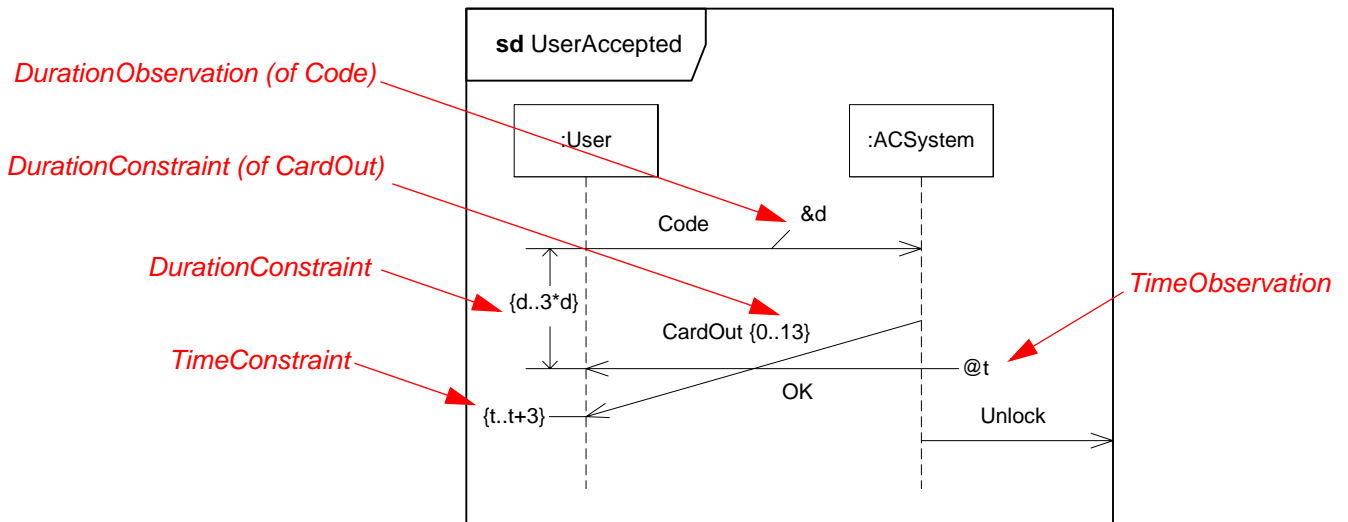 sd UserAccepted
DurationObservation (of Code)
:User
:ACSystem
DurationConstraint (of CardOut)
&d
Code
DurationConstraint
TimeObservation
{d..3*d}
CardOut {0..13}
TimeConstraint
@t
OK
{t..t+3}
Unlock